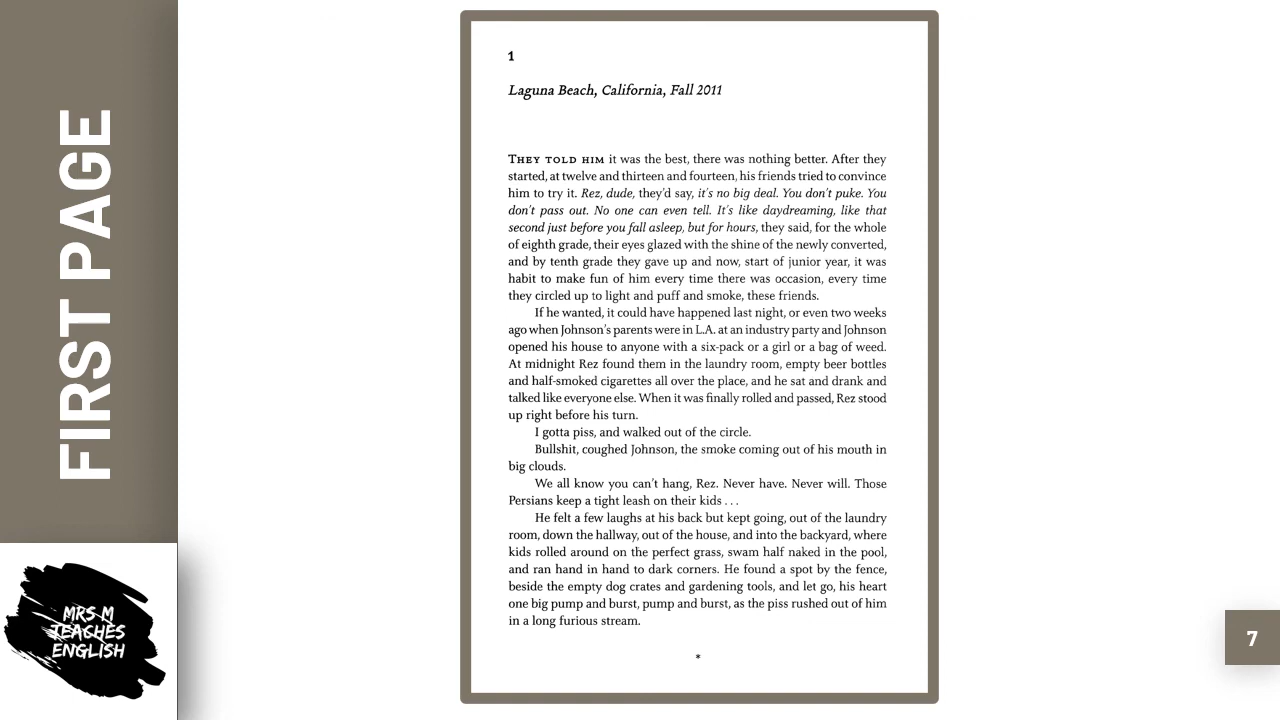 FIRST PAGE
MRS M
TEACHES
ENGLISH
1
Laguna Beach, California, Fall 2011
THEY TOLD HIM it was the best, there was nothing better. After they
started, at twelve and thirteen and fourteen, his friends tried to convince
him to try it. Rez, dude, they'd say, it's no big deal. You don't puke. You
don't pass out. No one can even tell. It's like daydreaming, like that
second just before you fall asleep, but for hours, they said, for the whole
of eighth grade, their eyes glazed with the shine of the newly converted,
and by tenth grade they gave up and now, start of junior year, it was
habit to make fun of him every time there was occasion, every time
they circled up to light and puff and smoke, these friends.
If he wanted, it could have happened last night, or even two weeks
ago when Johnson's parents were in L.A. at an industry party and Johnson
opened his house to anyone with a six-pack or a girl or a bag of weed.
At midnight Rez found them in the laundry room, empty beer bottles
and half-smoked cigarettes all over the place, and he sat and drank and
talked like everyone else. When it was finally rolled and passed, Rez stood
up right before his turn.
I gotta piss, and walked out of the circle.
Bullshit, coughed Johnson, the smoke coming out of his mouth in
big clouds.
We all know you can't hang, Rez. Never have. Never will. Those
Persians keep a tight leash on their kids . . .
He felt a few laughs at his back but kept going, out of the laundry
room, down the hallway, out of the house, and into the backyard, where
kids rolled around on the perfect grass, swam half naked in the pool,
and ran hand in hand to dark corners. He found a spot by the fence,
beside the empty dog crates and gardening tools, and let go, his heart
one big pump and burst, pump and burst, as the piss rushed out of him
in a long furious stream.
*
7